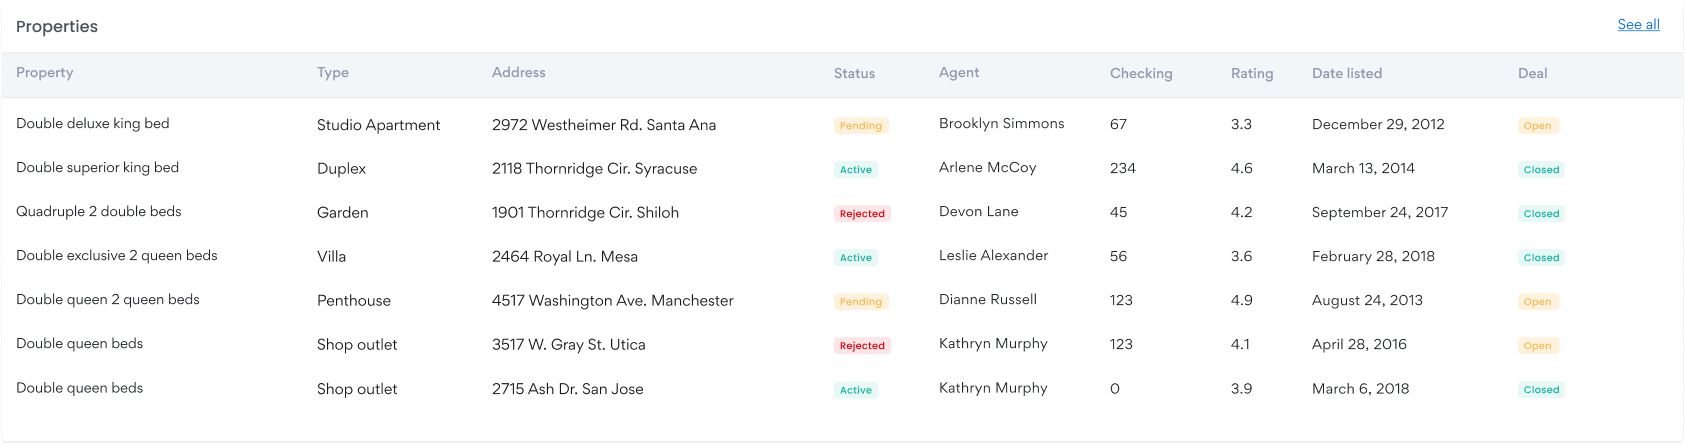 Properties See all
Property Type Address Status Agent Checking Rating Date listed Deal
Double deluxe king bed Studio Apartment 2972 Westheimer Rd. Santa Ana Pending Brooklyn Simmons 67 3.3 December 29, 2012 Open
Double superior king bed Duplex 2118 Thornridge Cir. Syracuse Active Arlene McCoy 234 4.6 March 13, 2014 Closed
Quadruple 2 double beds Garden 1901 Thornridge Cir. Shiloh Rejected Devon Lane 45 4.2 September 24, 2017 Closed
Double exclusive 2 queen beds Villa 2464 Royal Ln. Mesa Active Leslie Alexander 56 3.6 February 28, 2018 Closed
Double queen 2 queen beds Penthouse 4517 Washington Ave. Manchester Pending Dianne Russell 123 4.9 August 24, 2013 Open
Double queen beds Shop outlet 3517 W. Gray St. Utica Rejected Kathryn Murphy 123 4.1 April 28, 2016 Open
Double queen beds Shop outlet 2715 Ash Dr. San Jose Active Kathryn Murphy 0 3.9 March 6, 2018 Closed